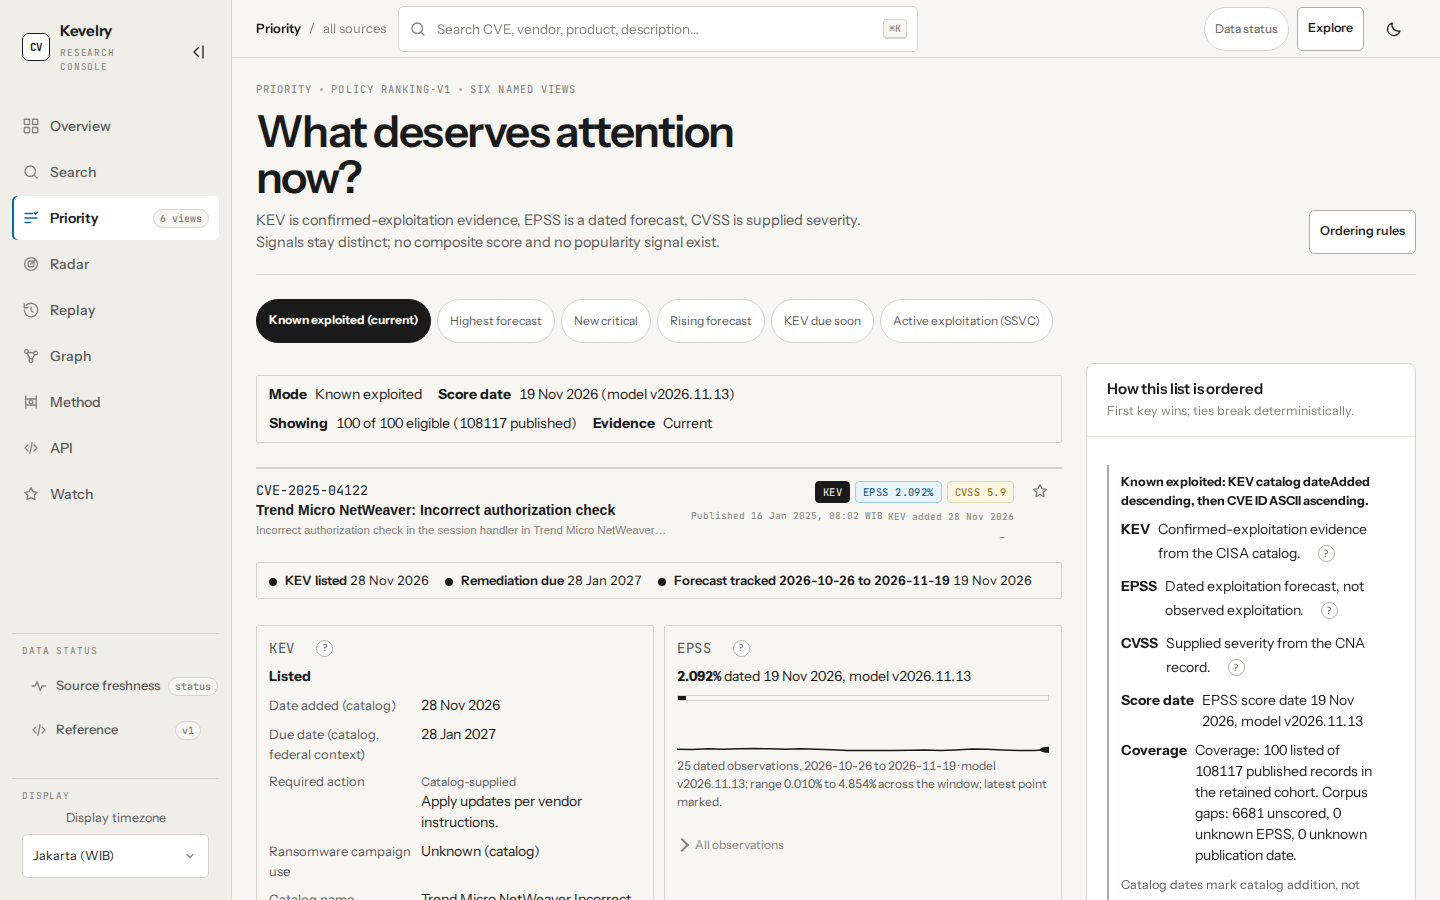 CV
Kevelry
RESEARCH
CONSOLE
Overview
Search
Priority
6 views
Radar
Replay
Graph
Method
API
Watch
DATA STATUS
Source freshness
status
Reference
v1
DISPLAY
Display timezone
Jakarta (WIB)
Priority / all sources
Search CVE, vendor, product, description...
⌘K
Data status
Explore
PRIORITY • POLICY RANKING-V1 • SIX NAMED VIEWS
What deserves attention
now?
KEV is confirmed-exploitation evidence, EPSS is a dated forecast, CVSS is supplied severity.
Signals stay distinct; no composite score and no popularity signal exist.
Ordering rules
Known exploited (current)
Highest forecast
New critical
Rising forecast
KEV due soon
Active exploitation (SSVC)
Mode Known exploited Score date 19 Nov 2026 (model v2026.11.13)
Showing 100 of 100 eligible (108117 published) Evidence Current
CVE-2025-04122
Trend Micro NetWeaver: Incorrect authorization check
Incorrect authorization check in the session handler in Trend Micro NetWeaver...
KEV
EPSS 2.092%
CVSS 5.9
Published 16 Jan 2025, 08:02 WIB KEV added 28 Nov 2026
–
KEV listed 28 Nov 2026
Remediation due 28 Jan 2027
Forecast tracked 2026-10-26 to 2026-11-19 19 Nov 2026
KEV ?
Listed
Date added (catalog) 28 Nov 2026
Due date (catalog, 28 Jan 2027
federal context)
Required action Catalog-supplied
Apply updates per vendor
instructions.
Ransomware campaign Unknown (catalog)
use
Catalog name Trend Micro NetWeaver Incorrect
EPSS ?
2.092% dated 19 Nov 2026, model v2026.11.13
25 dated observations, 2026-10-26 to 2026-11-19 · model
v2026.11.13; range 0.010% to 4.854% across the window; latest point
marked.
All observations
How this list is ordered
First key wins; ties break deterministically.
Known exploited: KEV catalog dateAdded
descending, then CVE ID ASCII ascending.
KEV Confirmed-exploitation evidence
from the CISA catalog. ?
EPSS Dated exploitation forecast, not
observed exploitation. ?
CVSS Supplied severity from the CNA
record. ?
Score date EPSS score date 19 Nov
2026, model v2026.11.13
Coverage Coverage: 100 listed of
108117 published records in
the retained cohort. Corpus
gaps: 6681 unscored, 0
unknown EPSS, 0 unknown
publication date.
Catalog dates mark catalog addition, not